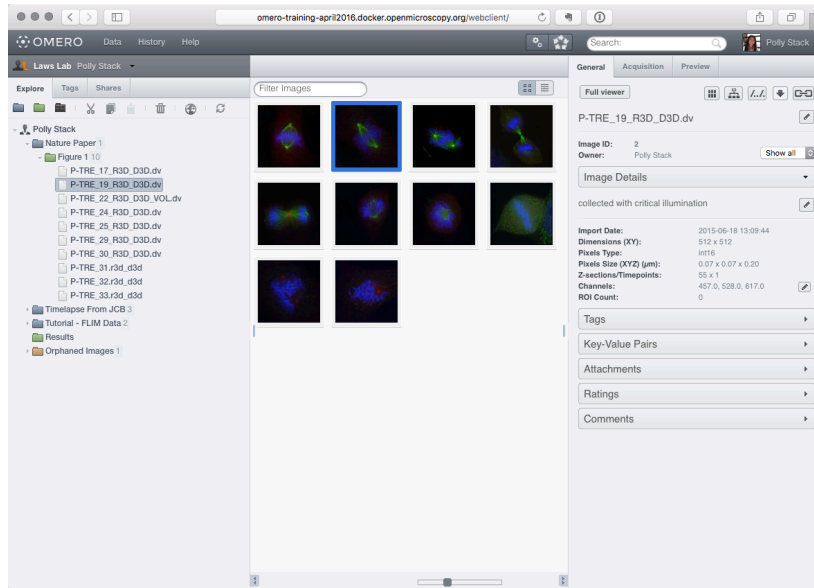 omero-training-april2016.docker.openmicroscopy.org/webclient/
OMERO Data History Help
Search:
Polly Stack
Laws Lab Polly Stack
Explore Tags Shares
Polly Stack
Nature Paper 1
Figure 1 10
P-TRE_17_R3D_D3D.dv
P-TRE_19_R3D_D3D.dv
P-TRE_22_R3D_D3D_VOL.dv
P-TRE_24_R3D_D3D.dv
P-TRE_25_R3D_D3D.dv
P-TRE_29_R3D_D3D.dv
P-TRE_30_R3D_D3D.dv
P-TRE_31.r3d_d3d
P-TRE_32.r3d_d3d
P-TRE_33.r3d_d3d
Timelapse From JCB 3
Tutorial - FLIM Data 2
Results
Orphaned Images 1
Filter Images
General Acquisition Preview
Full viewer
/../.
P-TRE_19_R3D_D3D.dv
Image ID: 2
Owner: Polly Stack
Show all
Image Details
collected with critical illumination
Import Date: 2015-06-18 13:09:44
Dimensions (XY): 512 x 512
Pixels Type: int16
Pixels Size (XYZ) (µm): 0.07 x 0.07 x 0.20
Z-sections/Timepoints: 55 x 1
Channels: 457.0, 528.0, 617.0
ROI Count: 0
Tags
Key-Value Pairs
Attachments
Ratings
Comments